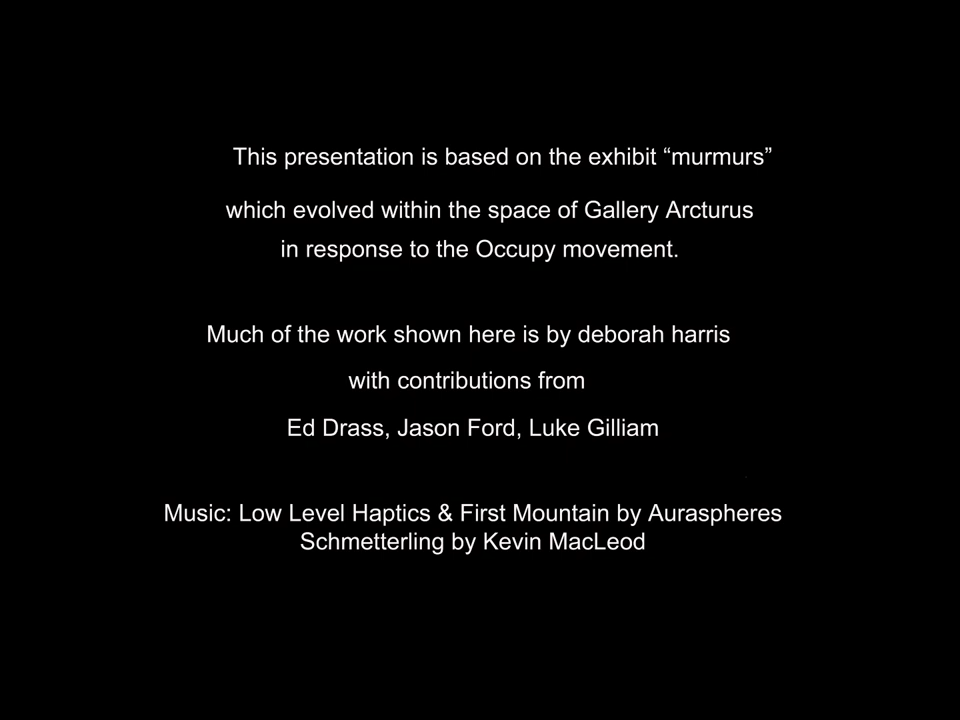 This presentation is based on the exhibit “murmurs”
which evolved within the space of Gallery Arcturus
in response to the Occupy movement.
Much of the work shown here is by deborah harris
with contributions from
Ed Drass, Jason Ford, Luke Gilliam
Music: Low Level Haptics & First Mountain by Auraspheres
Schmetterling by Kevin MacLeod